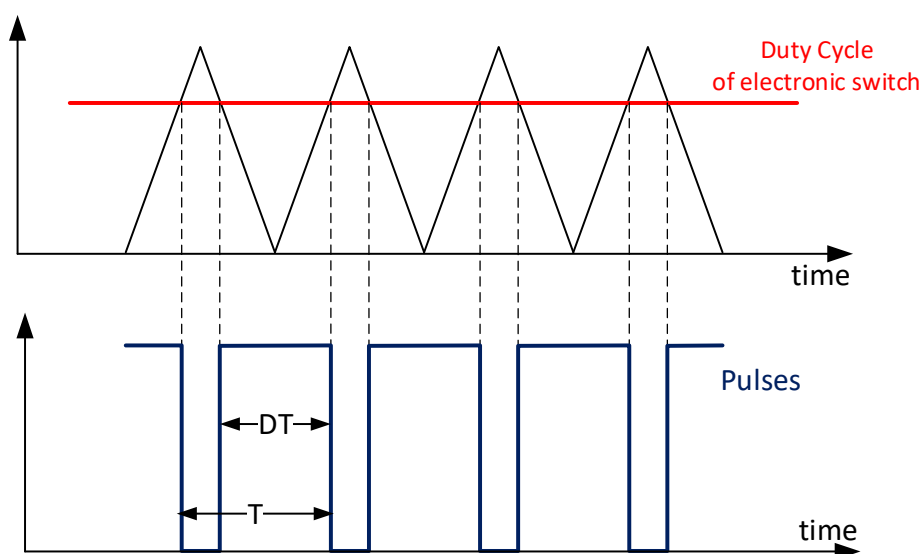 Duty Cycle
of electronic switch
time
Pulses
DT
T
time